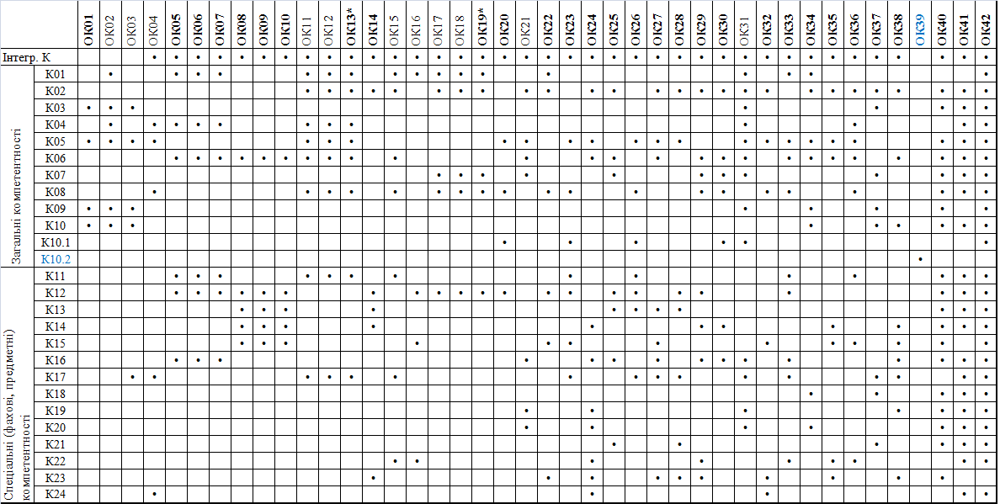 ОК01 ОК02 ОК03 ОК04 ОК05 ОК06 ОК07 ОК08 ОК09 ОК10 ОК11 ОК12 ОК13* ОК14 ОК15 ОК16 ОК17 ОК18 ОК19* ОК20 ОК21 ОК22 ОК23 ОК24 ОК25 ОК26 ОК27 ОК28 ОК29 ОК30 ОК31 ОК32 ОК33 ОК34 ОК35 ОК36 ОК37 ОК38 ОК39 ОК40 ОК41 ОК42
Інтегр. К
Загальні компетентності
К01
К02
К03
К04
К05
К06
К07
К08
К09
К10
К10.1
К10.2
Спеціальні (фахові, предметні)
компетентності
К11
К12
К13
К14
К15
К16
К17
К18
К19
К20
К21
К22
К23
К24